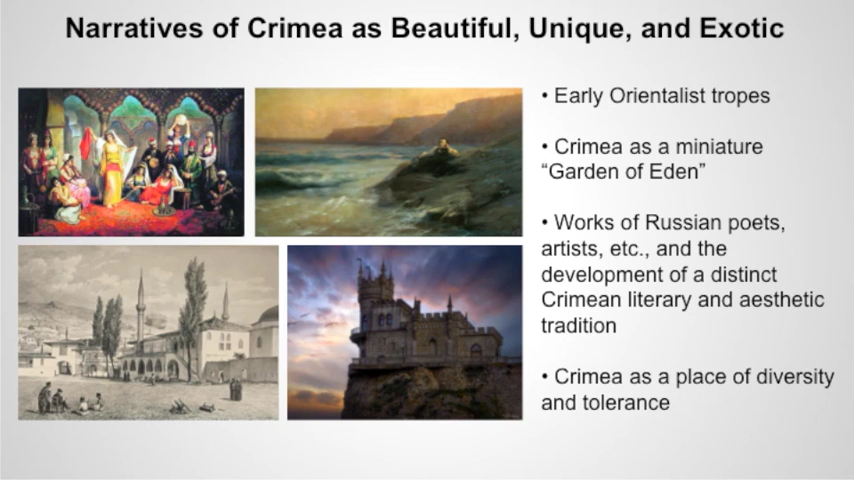 Narratives of Crimea as Beautiful, Unique, and Exotic
• Early Orientalist tropes
• Crimea as a miniature
“Garden of Eden”
• Works of Russian poets,
artists, etc., and the
development of a distinct
Crimean literary and aesthetic
tradition
• Crimea as a place of diversity
and tolerance